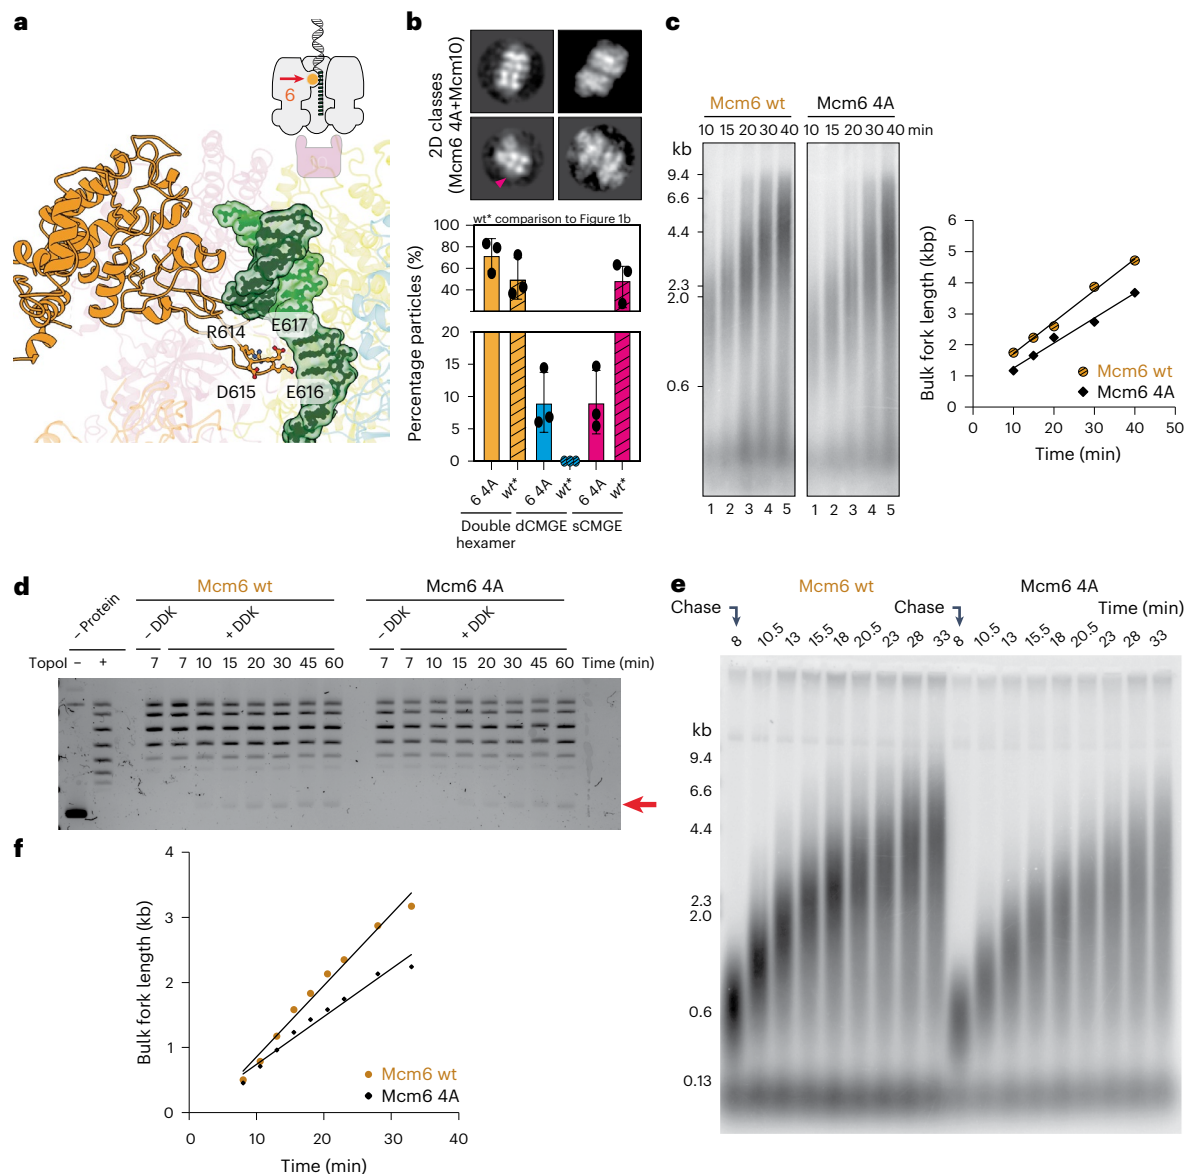 a
6
R614
E617
D615
E616
b
2D classes
(Mcm6 4A+Mcm10)
wt* comparison to Figure 1b
Percentage particles (%)
100
80
60
40
20
15
10
5
0
6 4A
wt*
6 4A
wt*
6 4A
wt*
Double hexamer
dCMGE
sCMGE
c
Mcm6 wt
Mcm6 4A
10 15 20 30 40
10 15 20 30 40 min
kb
9.4
6.6
4.4
2.3
2.0
0.6
1 2 3 4 5
1 2 3 4 5
Bulk fork length (kbp)
6
5
4
3
2
1
0
Mcm6 wt
Mcm6 4A
0 10 20 30 40 50
Time (min)
d
Mcm6 wt
Mcm6 4A
– Protein
– DDK
+ DDK
– DDK
+ DDK
TopoI – +
7 7 10 15 20 30 45 60
7 7 10 15 20 30 45 60
Time (min)
e
Mcm6 wt
Mcm6 4A
Chase
Chase
Time (min)
8 10.5 13 15.5 18 20.5 23 28 33
8 10.5 13 15.5 18 20.5 23 28 33
kb
9.4
6.6
4.4
2.3
2.0
0.6
0.13
f
Bulk fork length (kb)
4
3
2
1
0
Mcm6 wt
Mcm6 4A
0 10 20 30 40
Time (min)